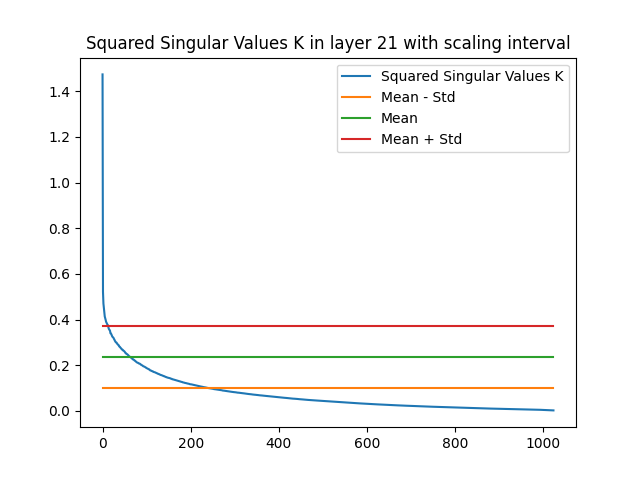 Squared Singular Values K in layer 21 with scaling interval
Squared Singular Values K
Mean - Std
Mean
Mean + Std
1.4
1.2
1.0
0.8
0.6
0.4
0.2
0.0
0 200 400 600 800 1000